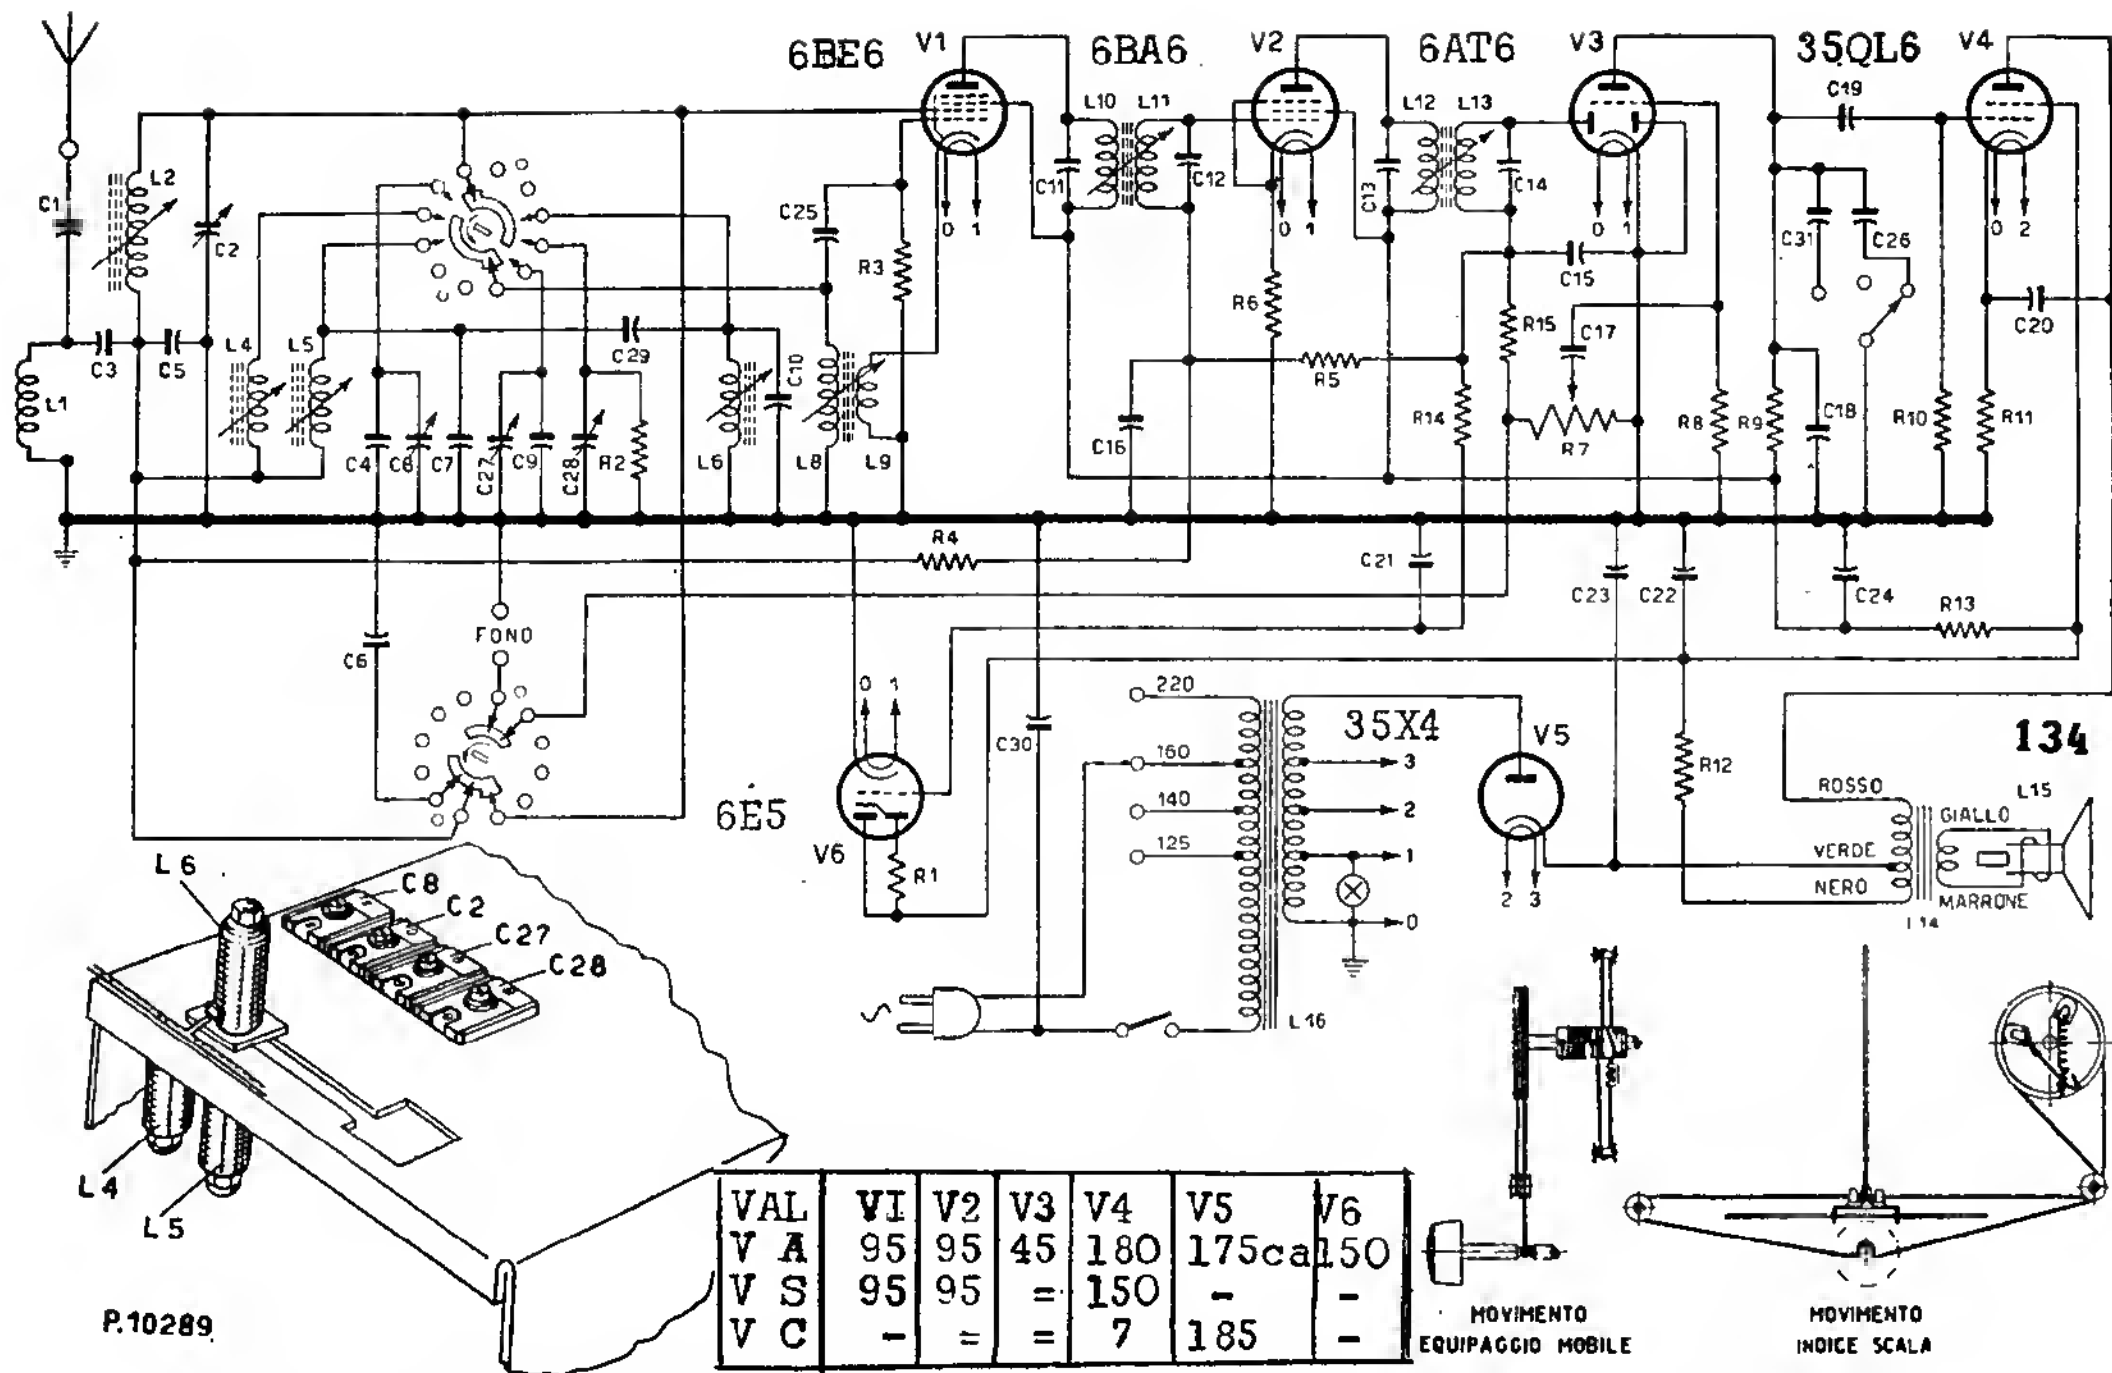 6BE6 V1 6BA6 V2 6AT6 V3 35QL6 V4
L10 L11 L12 L13 C19
C1 L2 C2 C25 R3 0 1 C11 C12 0 1 C13 C14 0 1 C31 C26 0 2
R6 C15 R15 C17 C20
C3 C5 L4 L5 C29 C10 R5
L1 C16 R14 R7 R8 R9 C18 R10 R11
C4 C8 C7 C27 C9 C28 R2 L6 L8 L9
R4 C21 C23 C22 C24 R13
FONO
C6
0 1 220 35X4 V5 134
C30 160 3 R12
140 2 ROSSO L15
6E5 125 1 GIALLO
V6 R1 VERDE
2 3 NERO
0 MARRONE
L14
L16
L6 C8
C2
C27
C28
L4
L5
P.10289.
VAL VI V2 V3 V4 V5 V6
V A 95 95 45 180 175ca 150
V S 95 95 = 150 - -
V C - = = 7 185 -
MOVIMENTO
EQUIPAGGIO MOBILE
MOVIMENTO
INDICE SCALA